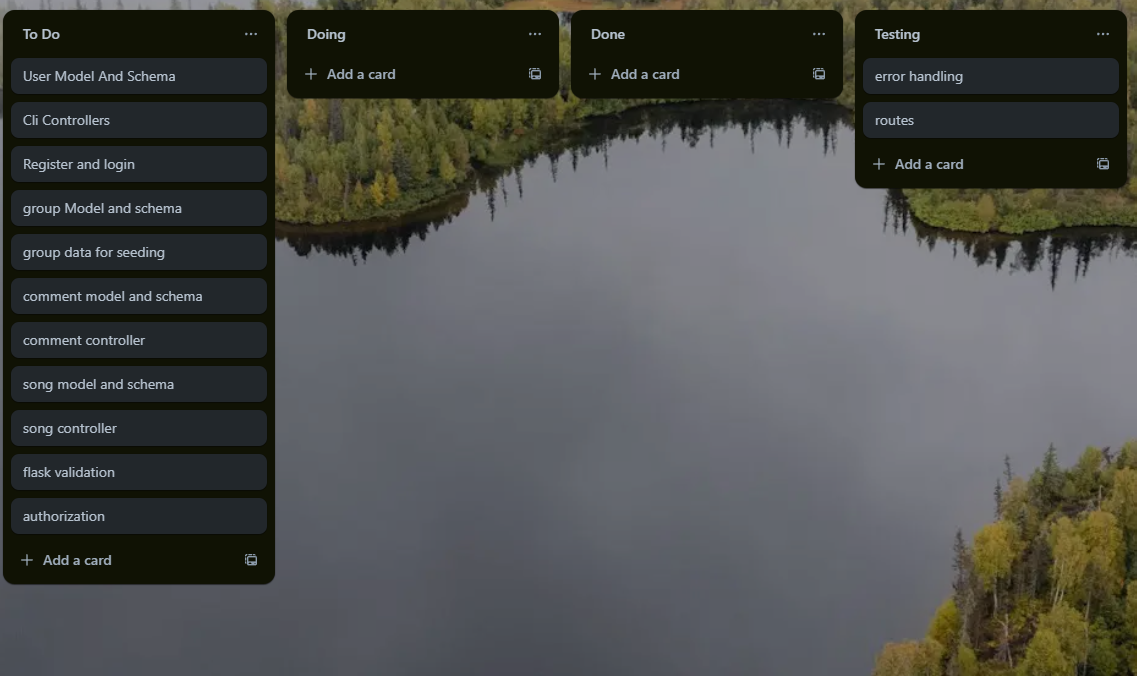 To Do
User Model And Schema
Cli Controllers
Register and login
group Model and schema
group data for seeding
comment model and schema
comment controller
song model and schema
song controller
flask validation
authorization
Add a card
Doing
Add a card
Done
Add a card
Testing
error handling
routes
Add a card